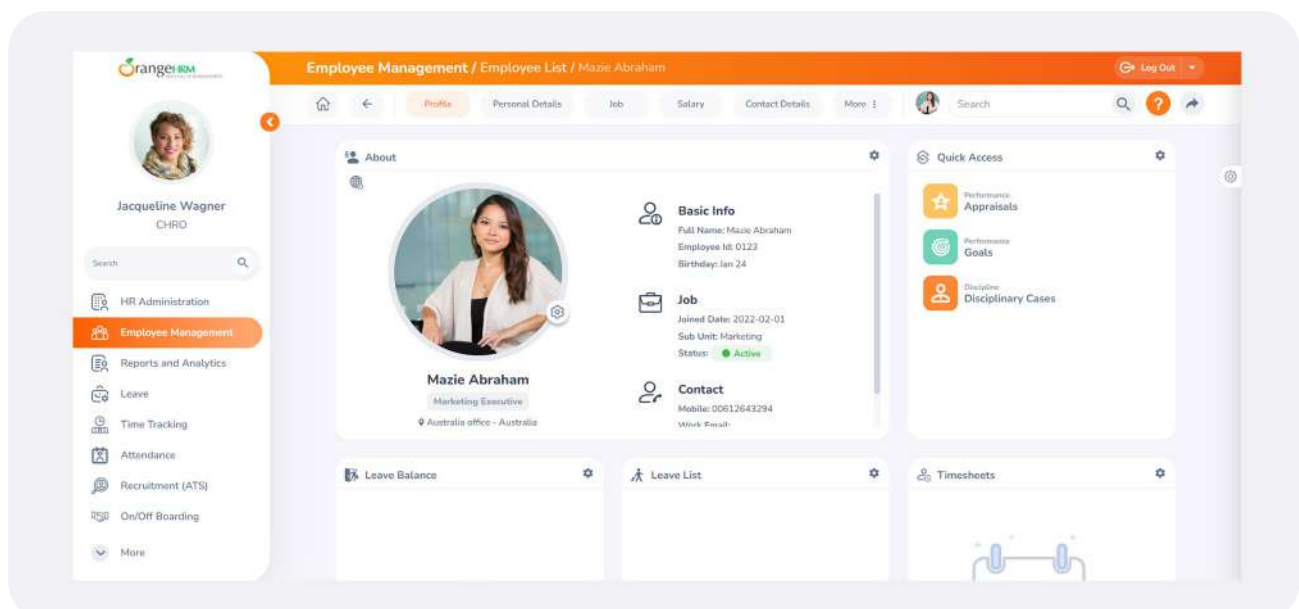 OrangeHRM
Employee Management / Employee List / Mazie Abraham
Log Out
Profile
Personal Details
Job
Salary
Contact Details
More
Search
?
Jacqueline Wagner
CHRO
Search
HR Administration
Employee Management
Reports and Analytics
Leave
Time Tracking
Attendance
Recruitment (ATS)
On/Off Boarding
More
About
Mazie Abraham
Marketing Executive
Australia office - Australia
Basic Info
Full Name: Mazie Abraham
Employee Id: 0123
Birthday: Jan 24
Job
Joined Date: 2022-02-01
Sub Unit: Marketing
Status: Active
Contact
Mobile: 00612643294
Work Email:
Quick Access
Performance
Appraisals
Performance
Goals
Discipline
Disciplinary Cases
Leave Balance
Leave List
Timesheets